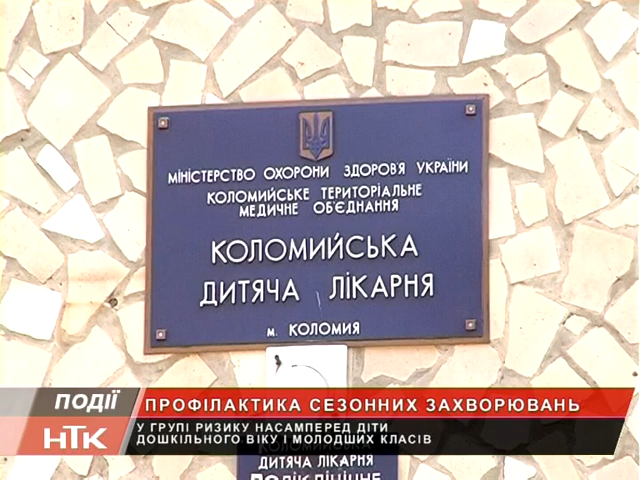 МІНІСТЕРСТВО ОХОРОНИ ЗДОРОВ'Я УКРАЇНИ
КОЛОМИЙСЬКЕ ТЕРИТОРІАЛЬНЕ
МЕДИЧНЕ ОБ'ЄДНАННЯ
КОЛОМИЙСЬКА
ДИТЯЧА ЛІКАРНЯ
м. КОЛОМИЯ
ПОДІЇ
ПРОФІЛАКТИКА СЕЗОННИХ ЗАХВОРЮВАНЬ
НТК
У ГРУПІ РИЗИКУ НАСАМПЕРЕД ДІТИ
ДОШКІЛЬНОГО ВІКУ І МОЛОДШИХ КЛАСІВ
ДИТЯЧА ЛІКАРНЯ